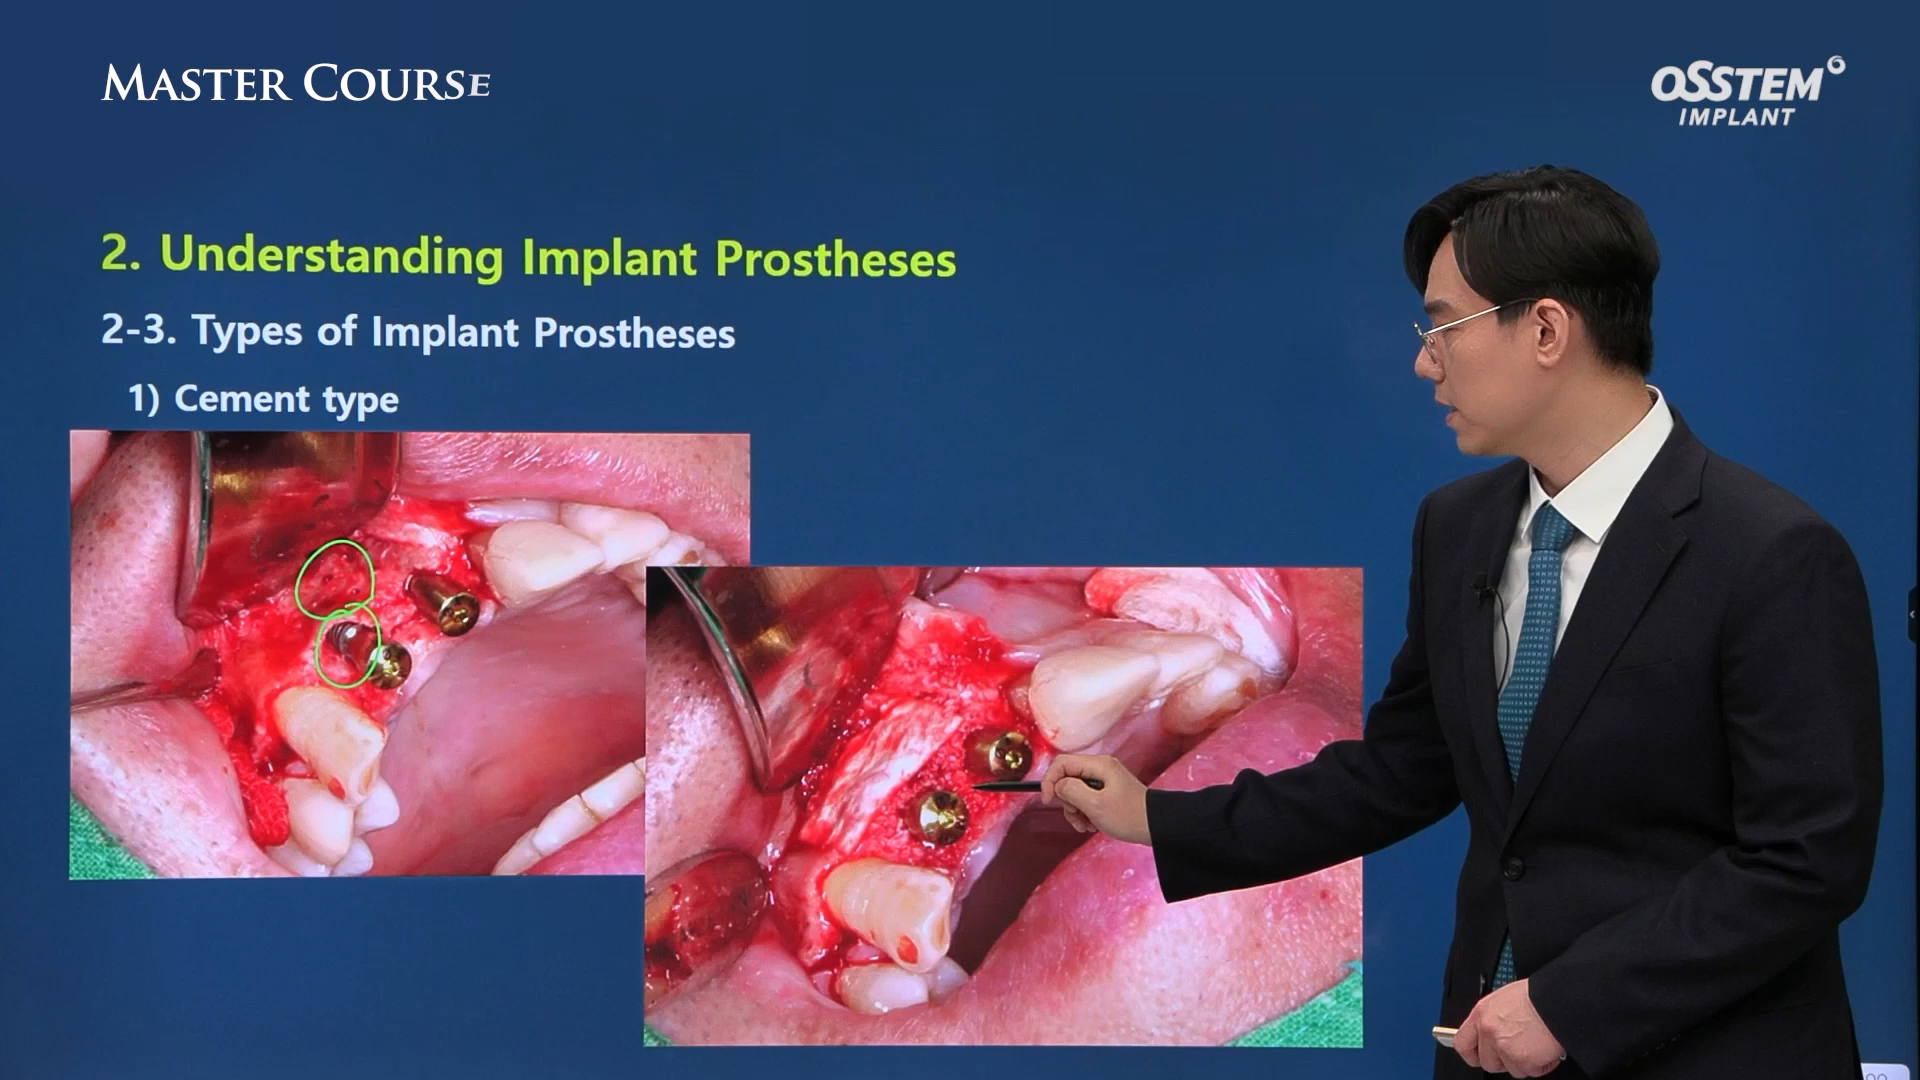 MASTER COURSE
OSSTEM
IMPLANT
2. Understanding Implant Prostheses
2-3. Types of Implant Prostheses
1) Cement type